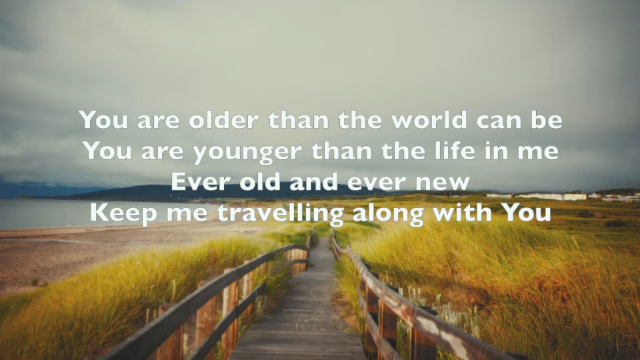 You are older than the world can be
You are younger than the life in me
Ever old and ever new
Keep me travelling along with You